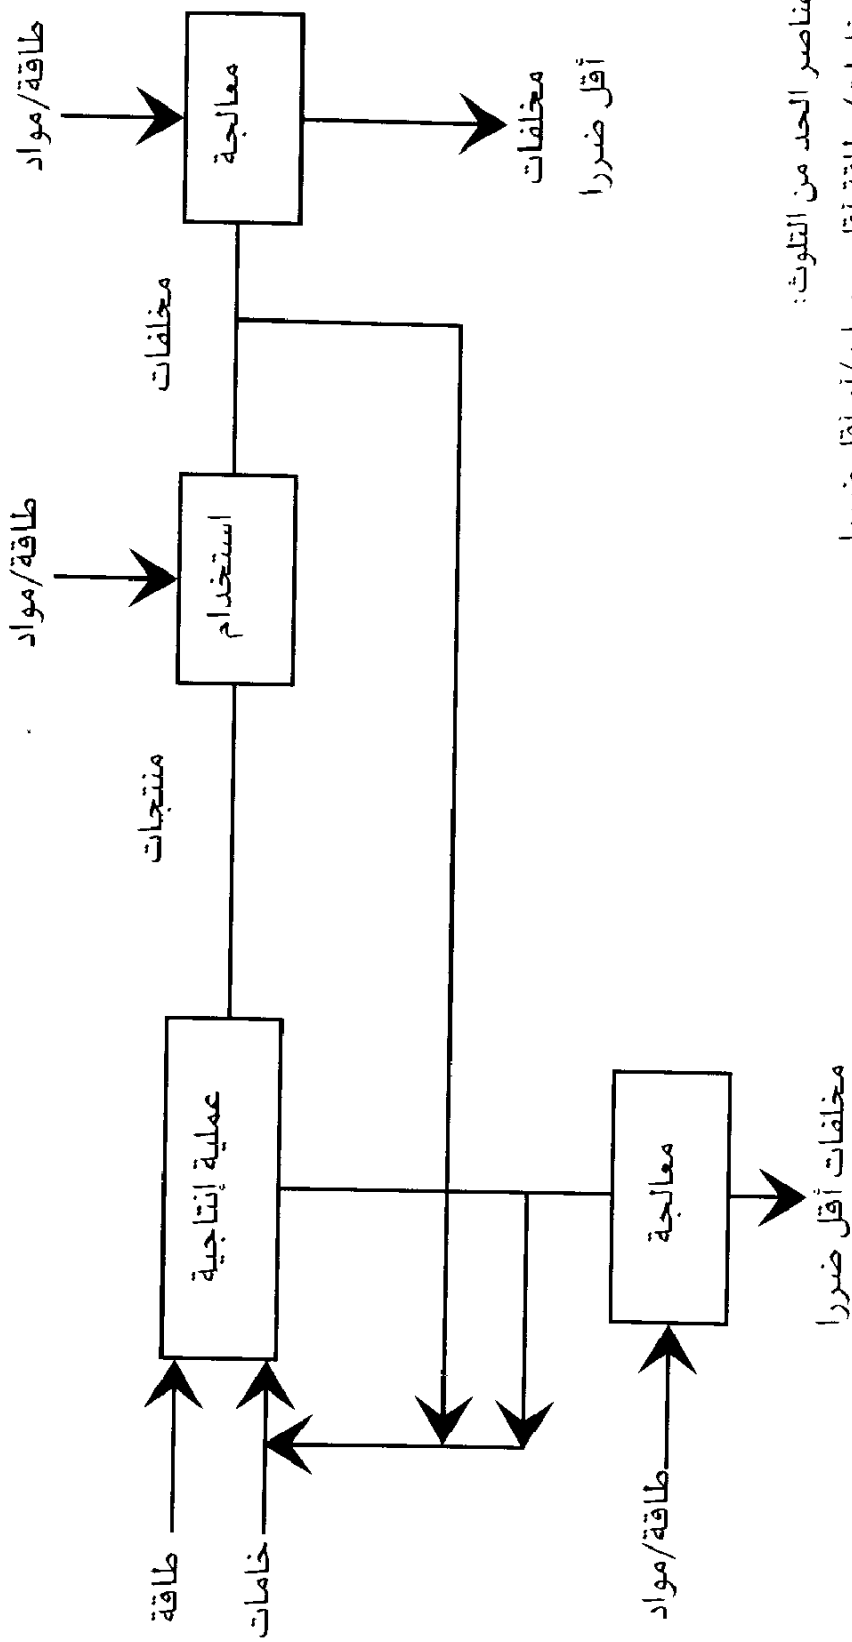 طاقة
خامات
عملية إنتاجية
منتجات
طاقة/مواد
استخدام
مخلفات
طاقة/مواد
معالجة
مخلفات
أقل ضررا
طاقة/مواد
معالجة
مخلفات أقل ضررا
الحد من التلوث: